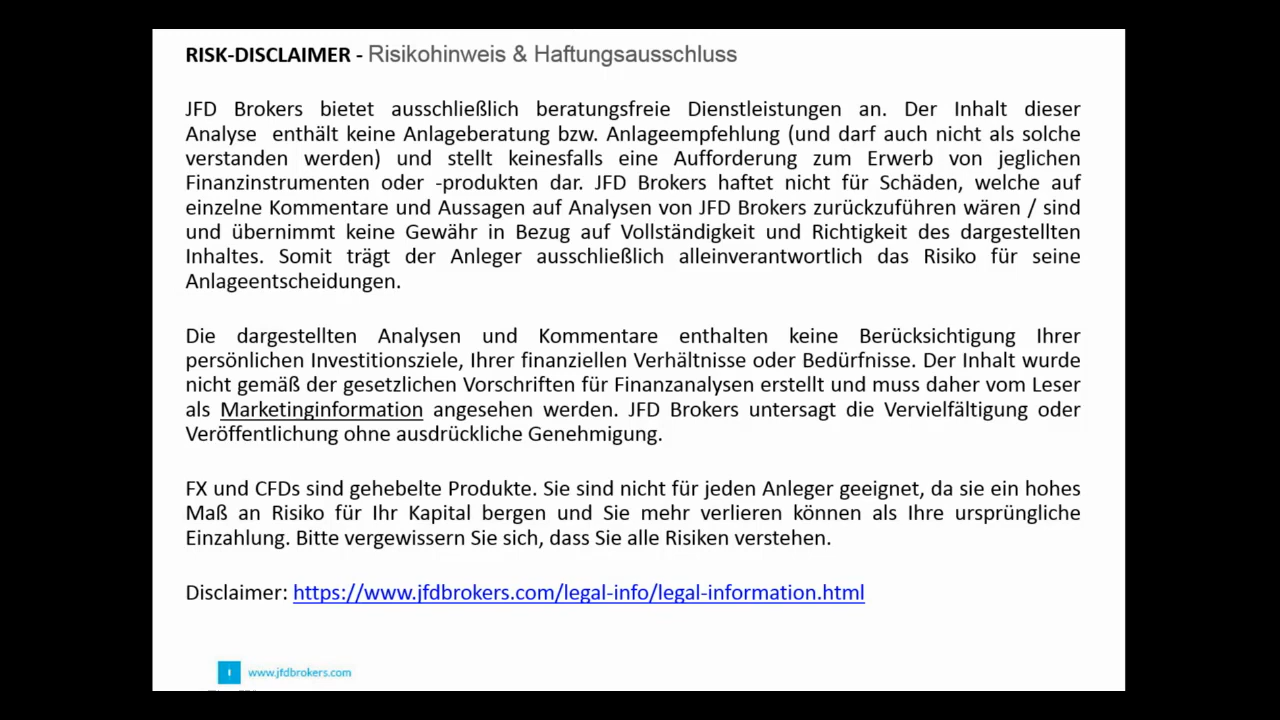 RISK-DISCLAIMER - Risikohinweis & Haftungsausschluss
JFD Brokers bietet ausschließlich beratungsfreie Dienstleistungen an. Der Inhalt dieser
Analyse enthält keine Anlageberatung bzw. Anlageempfehlung (und darf auch nicht als solche
verstanden werden) und stellt keinesfalls eine Aufforderung zum Erwerb von jeglichen
Finanzinstrumenten oder -produkten dar. JFD Brokers haftet nicht für Schäden, welche auf
einzelne Kommentare und Aussagen auf Analysen von JFD Brokers zurückzuführen wären / sind
und übernimmt keine Gewähr in Bezug auf Vollständigkeit und Richtigkeit des dargestellten
Inhaltes. Somit trägt der Anleger ausschließlich alleinverantwortlich das Risiko für seine
Anlageentscheidungen.
Die dargestellten Analysen und Kommentare enthalten keine Berücksichtigung Ihrer
persönlichen Investitionsziele, Ihrer finanziellen Verhältnisse oder Bedürfnisse. Der Inhalt wurde
nicht gemäß der gesetzlichen Vorschriften für Finanzanalysen erstellt und muss daher vom Leser
als Marketinginformation angesehen werden. JFD Brokers untersagt die Vervielfältigung oder
Veröffentlichung ohne ausdrückliche Genehmigung.
FX und CFDs sind gehebelte Produkte. Sie sind nicht für jeden Anleger geeignet, da sie ein hohes
Maß an Risiko für Ihr Kapital bergen und Sie mehr verlieren können als Ihre ursprüngliche
Einzahlung. Bitte vergewissern Sie sich, dass Sie alle Risiken verstehen.
Disclaimer: https://www.jfdbrokers.com/legal-info/legal-information.html
www.jfdbrokers.com